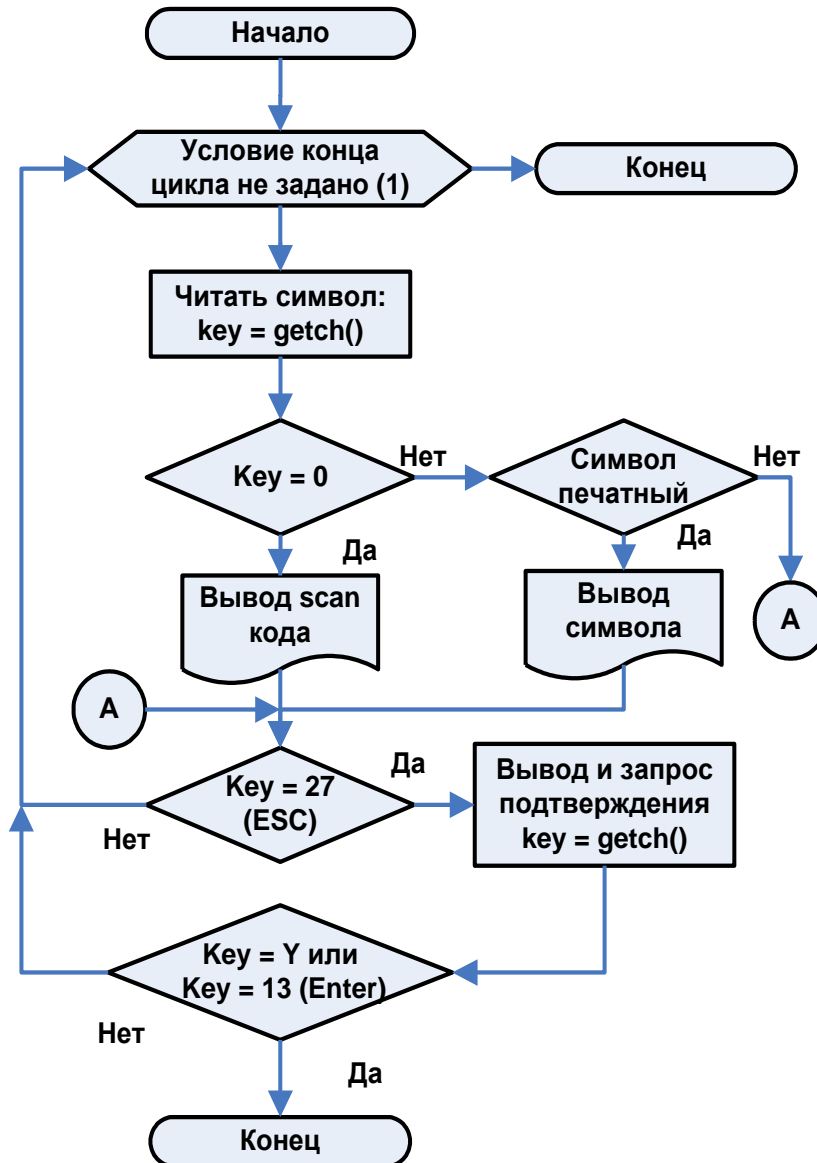 Начало
Условие конца
цикла не задано (1)
Конец
Читать символ:
key = getch()
Key = 0
Нет
Символ
печатный
Нет
Да
Да
Вывод scan
кода
Вывод
символа
А
А
Key = 27
(ESC)
Да
Нет
Вывод и запрос
подтверждения
key = getch()
Key = Y или
Key = 13 (Enter)
Нет
Да
Конец